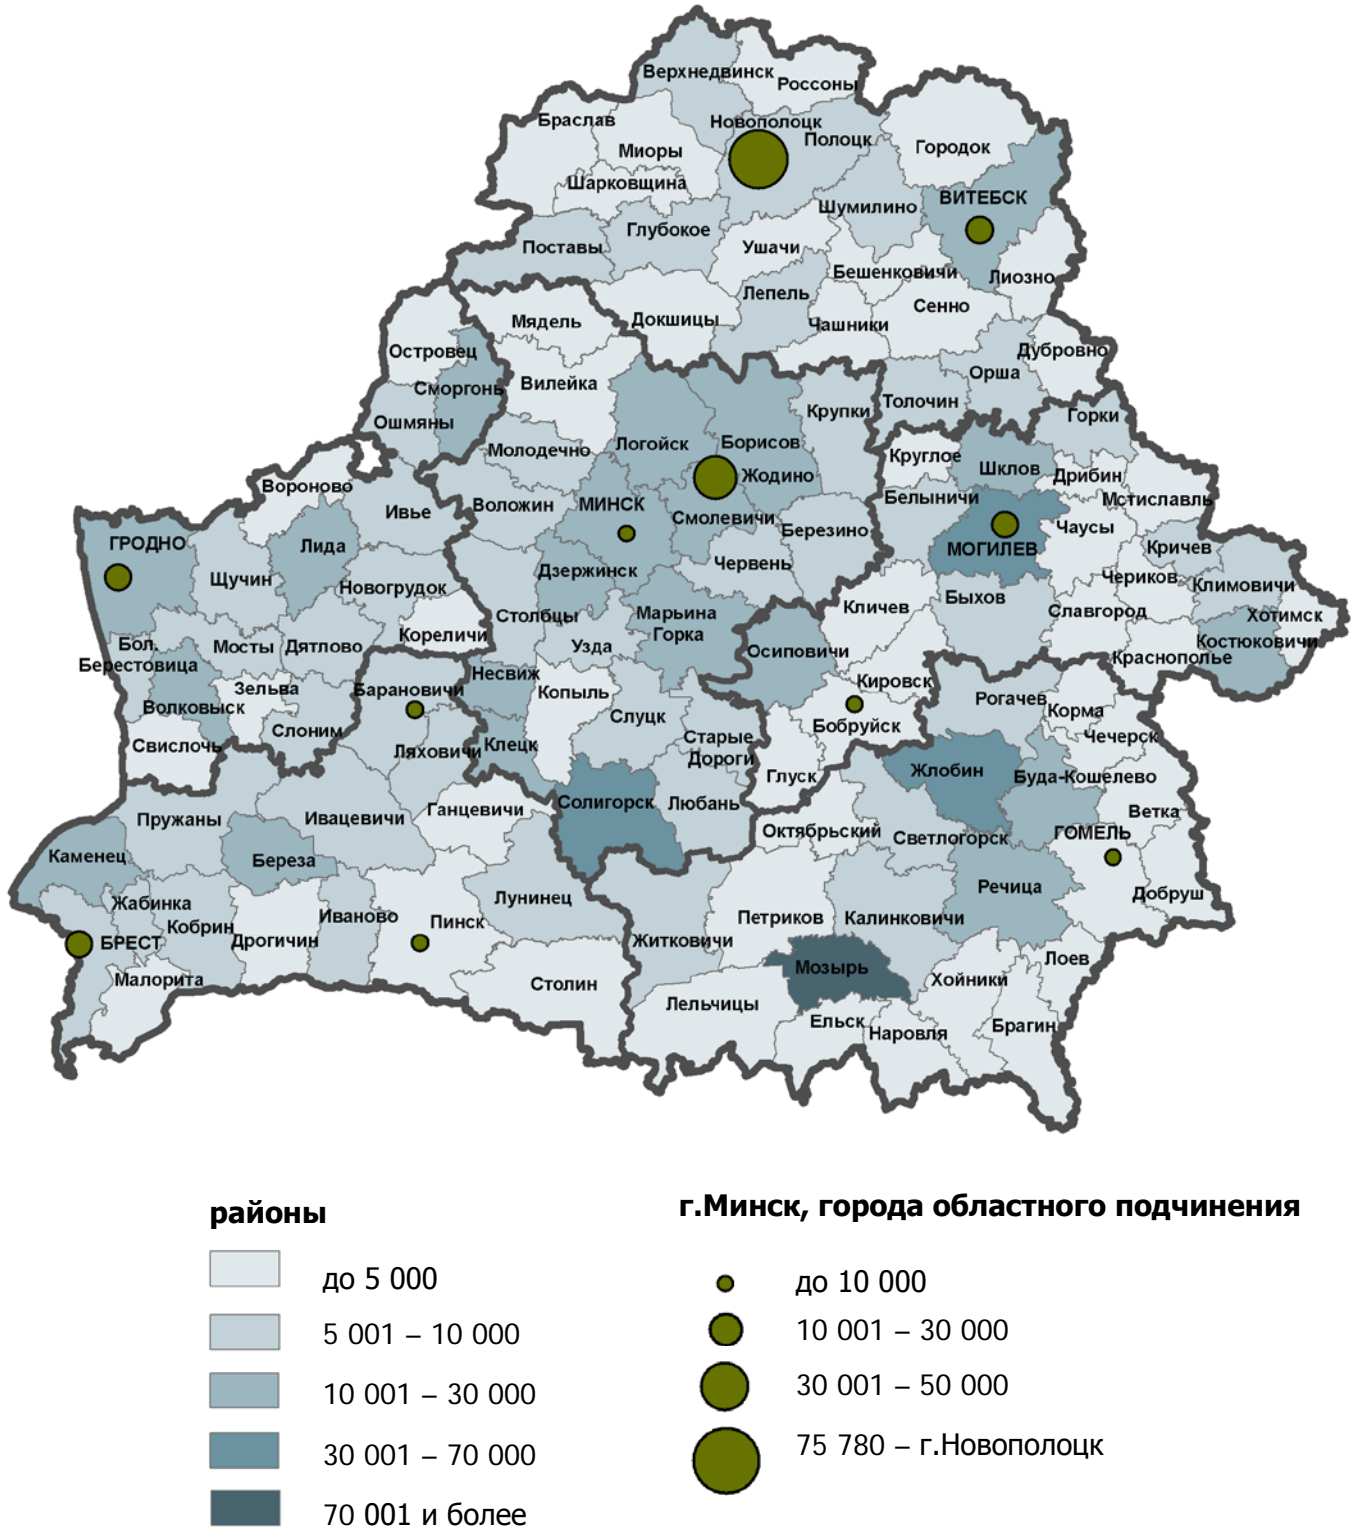 Верхнедвинск
Россоны
Браслав
Новополоцк
Полоцк
Миоры
Городок
Шарковщина
ВИТЕБСК
Шумилино
Глубокое
Поставы
Ушачи
Бешенковичи
Лиозно
Лепель
Сенно
Мядель
Докшицы
Чашники
Островец
Дубровно
Орша
Сморгонь
Вилейка
Толочин
Крупки
Горки
Ошмяны
Молодечно
Логойск
Борисов
Круглое
Шклов
Дрибин
Жодино
Вороново
Белыничи
Мстиславль
Воложин
МИНСК
Ивье
Смолевичи
Березино
Чаусы
ГРОДНО
Лида
МОГИЛЕВ
Кричев
Червень
Дзержинск
Щучин
Новогрудок
Чериков
Климовичи
Быхов
Кличев
Славгород
Столбцы
Марьина
Горка
Хотимск
Кореличи
Костюковичи
Бол.
Берестовица
Мосты
Дятлово
Узда
Осиповичи
Краснополье
Несвиж
Кировск
Зельва
Барановичи
Копыль
Рогачев
Корма
Волковыск
Слуцк
Бобруйск
Слоним
Старые
Дороги
Чечерск
Свислочь
Клецк
Ляховичи
Жлобин
Глуск
Буда-Кошелево
Солигорск
Любань
Ганцевичи
Ветка
Пружаны
Ивацевичи
Октябрьский
Светлогорск
ГОМЕЛЬ
Каменец
Береза
Речица
Добруш
Лунинец
Жабинка
Иваново
Петриков
Калинковичи
Пинск
Кобрин
БРЕСТ
Дрогичин
Житковичи
Лоев
Мозырь
Малорита
Хойники
Столин
Лельчицы
Ельск
Наровля
Брагин
районы
до 5 000
5 001 – 10 000
10 001 – 30 000
30 001 – 70 000
70 001 и более
г.Минск, города областного подчинения
до 10 000
10 001 – 30 000
30 001 – 50 000
75 780 – г.Новополоцк